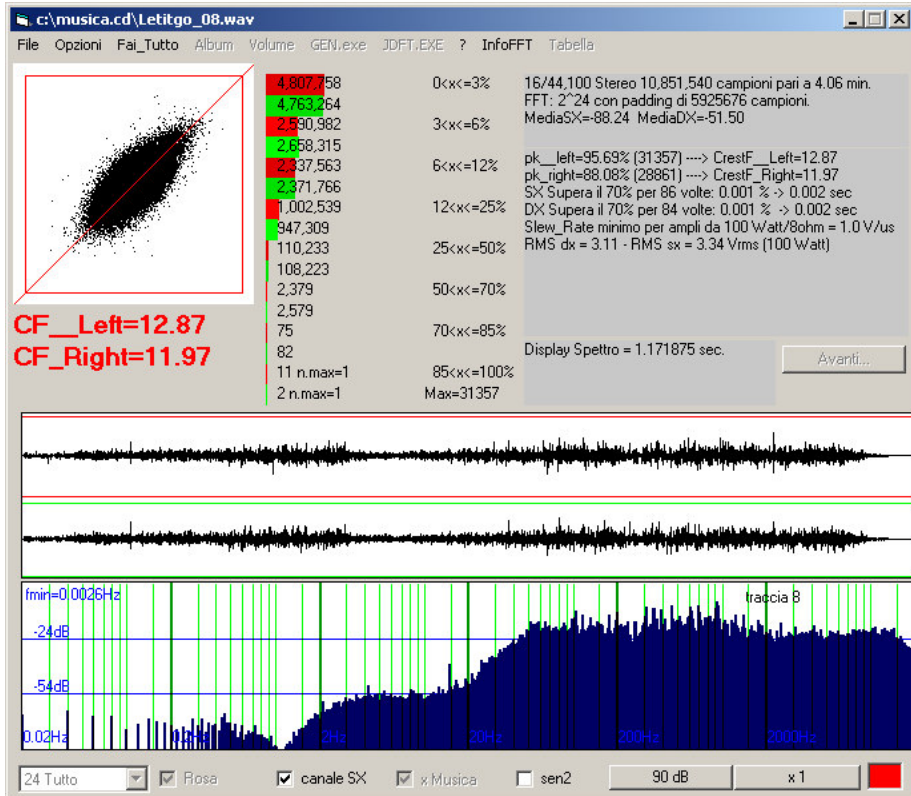 c:\musica.cd\Letitgo_08.wav
File Opzioni Fai_Tutto Album Volume GEN.exe JDFT.EXE ? InfoFFT Tabella
4,807,758 0<x<=3%
4,763,264
2,590,982 3<x<=6%
2,658,315
2,337,563 6<x<=12%
2,371,766
1,002,539 12<x<=25%
947,309
110,233 25<x<=50%
108,223
2,379 50<x<=70%
2,579
75 70<x<=85%
82
11 n.max=1 85<x<=100%
2 n.max=1 Max=31357
16/44,100 Stereo 10,851,540 campioni pari a 4.06 min.
FFT: 2^24 con padding di 5925676 campioni.
MediaSX=-88.24 MediaDX=-51.50
pk__left=95.69% (31357) ----> CrestF__Left=12.87
pk_right=88.08% (28861) ----> CrestF_Right=11.97
SX Supera il 70% per 86 volte: 0.001 % -> 0.002 sec
DX Supera il 70% per 84 volte: 0.001 % -> 0.002 sec
Slew_Rate minimo per ampli da 100 Watt/8ohm = 1.0 V/us
RMS dx = 3.11 - RMS sx = 3.34 Vrms (100 Watt)
CF__Left=12.87
CF_Right=11.97
Display Spettro = 1.171875 sec.
Avanti...
fmin=0.0026Hz
traccia 8
-24dB
-54dB
0.02Hz 0.2Hz 2Hz 20Hz 200Hz 2000Hz
24 Tutto Rosa canale SX x Musica sen2 90 dB x 1